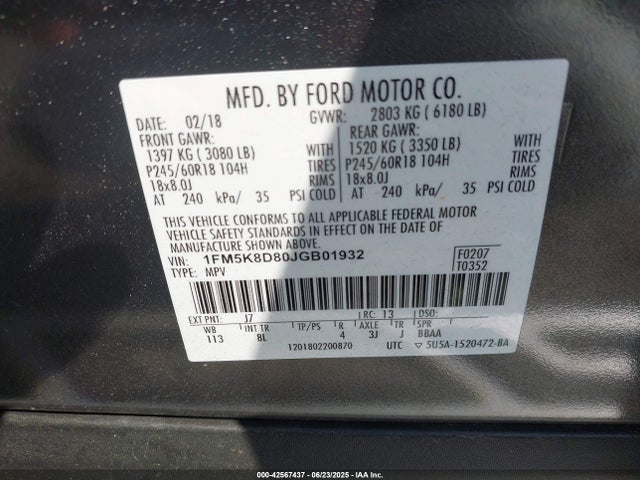 MFD. BY FORD MOTOR CO.
DATE: 02/18 GVWR: 2803 KG ( 6180 LB)
FRONT GAWR: REAR GAWR:
1397 KG ( 3080 LB) WITH 1520 KG ( 3350 LB) WITH
P245/60R18 104H TIRES P245/60R18 104H TIRES
18x8.0J RIMS 18x8.0J RIMS
AT 240 kPa/ 35 PSI COLD AT 240 kPa/ 35 PSI COLD
THIS VEHICLE CONFORMS TO ALL APPLICABLE FEDERAL MOTOR
VEHICLE SAFETY STANDARDS IN EFFECT ON THE DATE OF
MANUFACTURE SHOWN ABOVE.
VIN: 1FM5K8D80JGB01932 F0207
TYPE: MPV T0352
EXT PNT: J7 RC: 13 DSO:
WB INT TR TP/PS R AXLE TR SPR
113 8L 4 3J J BBAA
1201802200870 UTC ▽5U5A-1520472-BA
000-42567437 - 06/23/2025 - IAA Inc.